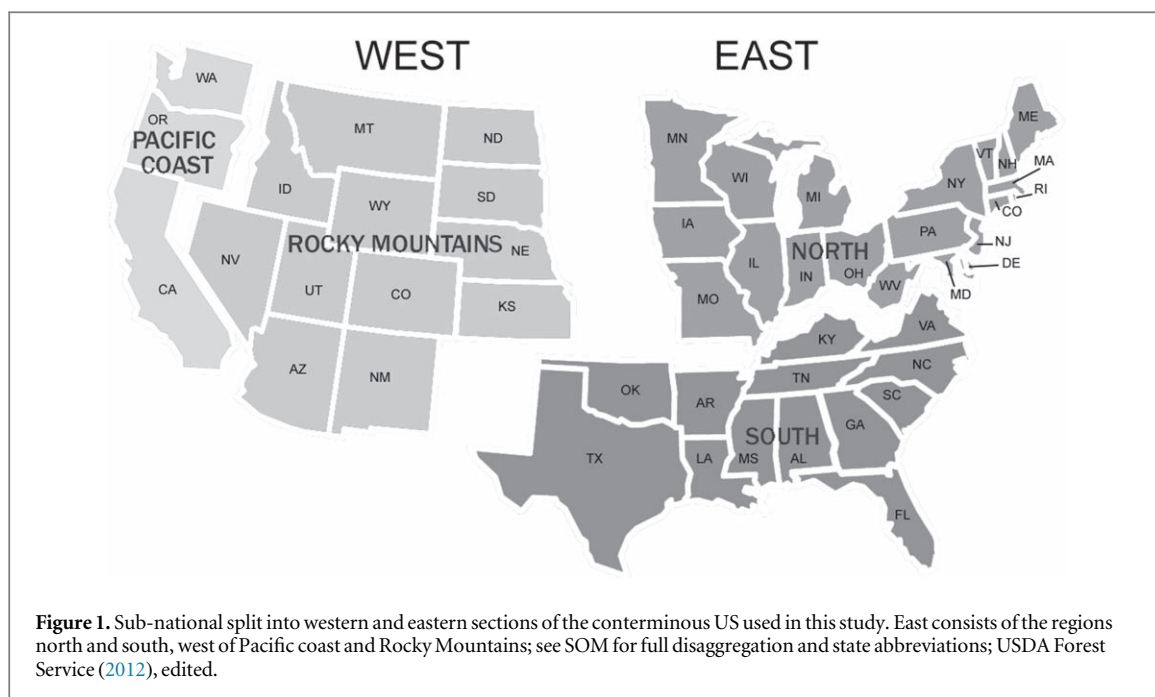 WEST
EAST
WA
OR
PACIFIC
COAST
MT
ND
ID
WY
SD
ROCKY MOUNTAINS
NE
NV
CA
UT
CO
KS
AZ
NM
MN
WI
MI
IA
IL
NORTH
IN
OH
MO
WV
PA
NY
VT
NH
ME
MA
RI
CO
NJ
DE
MD
KY
VA
TN
NC
SC
OK
AR
SOUTH
GA
TX
LA
MS
AL
FL
Figure 1. Sub-national split into western and eastern sections of the conterminous US used in this study. East consists of the regions
north and south, west of Pacific coast and Rocky Mountains; see SOM for full disaggregation and state abbreviations; USDA Forest
Service (2012), edited.